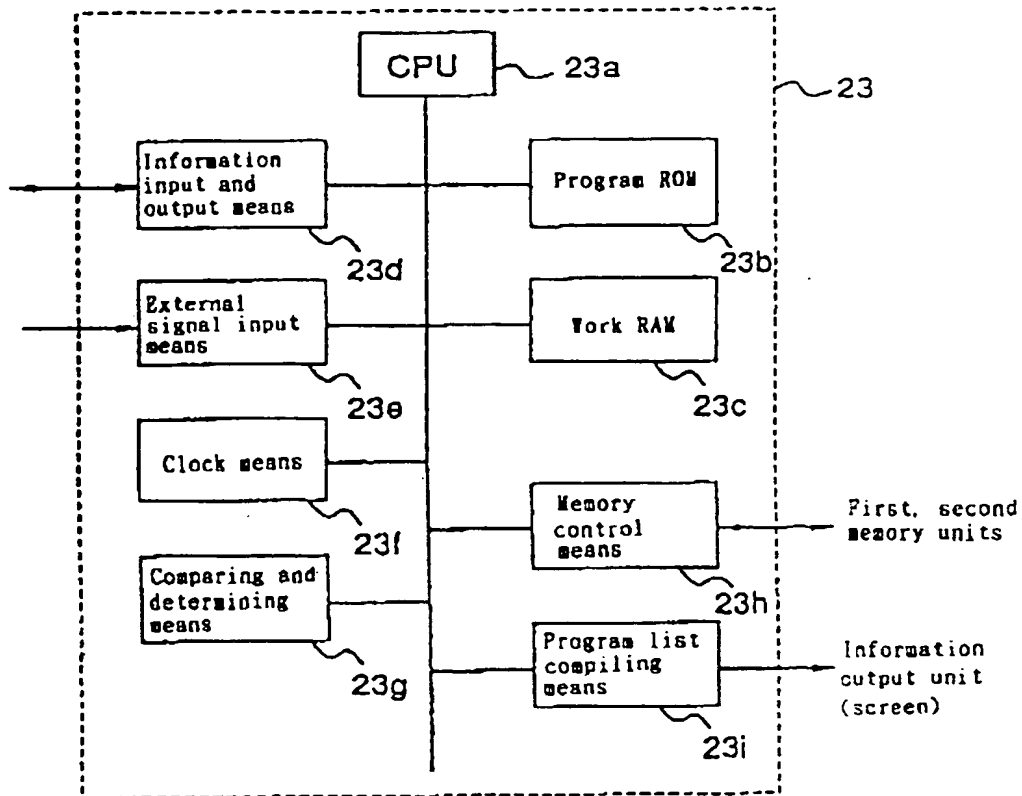 CPU
23a
23
Information
input and
output means
23d
Program ROM
23b
External
signal input
means
23e
Work RAM
23c
Clock means
23f
Memory
control
means
23h
First, second
memory units
Comparing and
determining
means
23g
Program list
compiling
means
23i
Information
output unit
(screen)